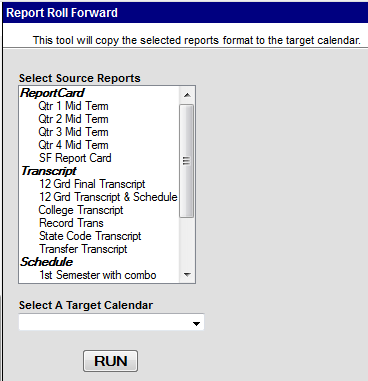 Report Roll Forward
This tool will copy the selected reports format to the target calendar.
Select Source Reports
ReportCard
Qtr 1 Mid Term
Qtr 2 Mid Term
Qtr 3 Mid Term
Qtr 4 Mid Term
SF Report Card
Transcript
12 Grd Final Transcript
12 Grd Transcript & Schedule
College Transcript
Record Trans
State Code Transcript
Transfer Transcript
Schedule
1st Semester with combo
Select A Target Calendar
RUN